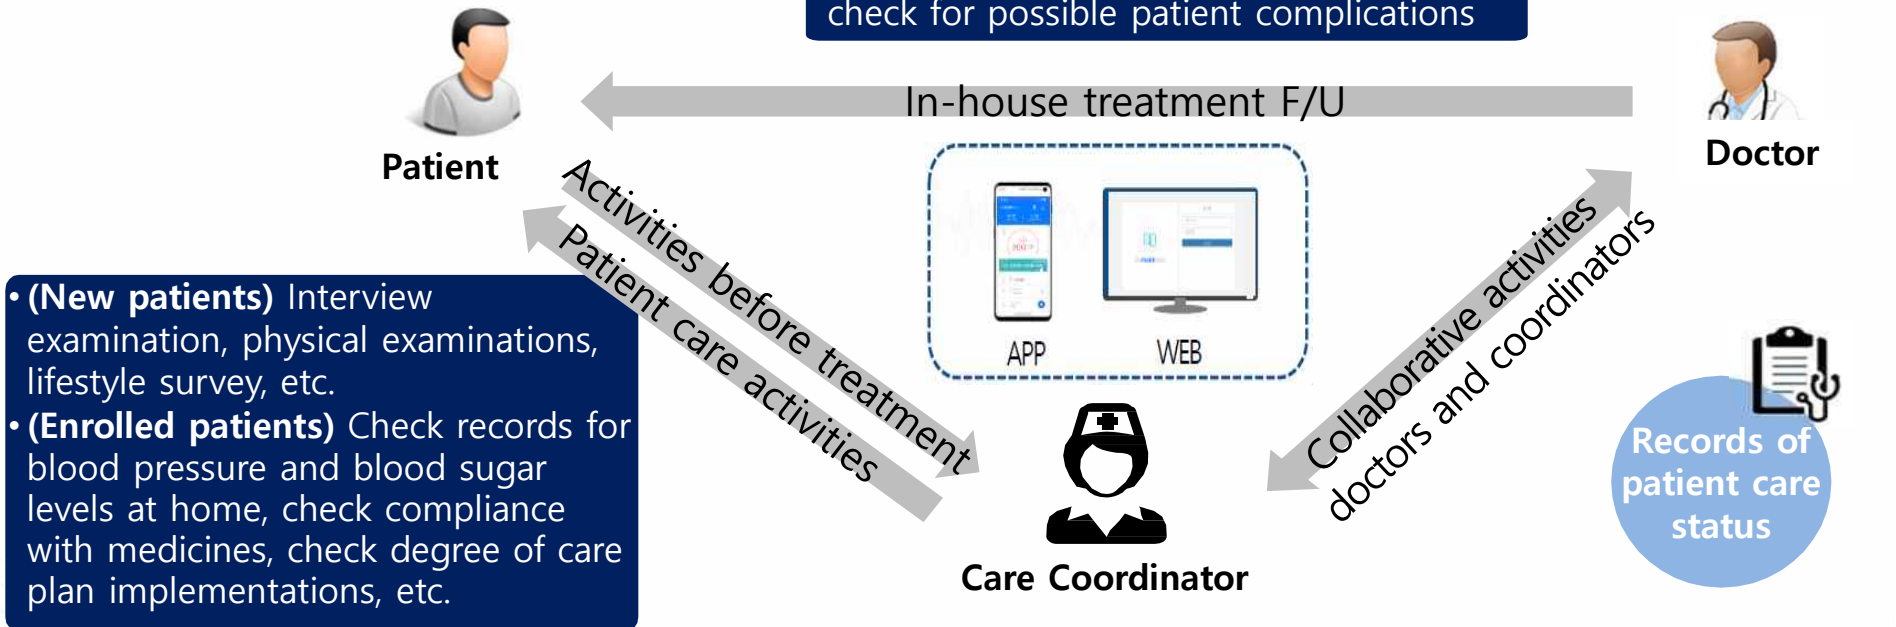 check for possible patient complications
In-house treatment F/U
Patient
Doctor
Activities before treatment
Patient care activities
APP
WEB
Collaborative activities
doctors and coordinators
• (New patients) Interview
examination, physical examinations,
lifestyle survey, etc.
• (Enrolled patients) Check records for
blood pressure and blood sugar
levels at home, check compliance
with medicines, check degree of care
plan implementations, etc.
Care Coordinator
Records of
patient care
status